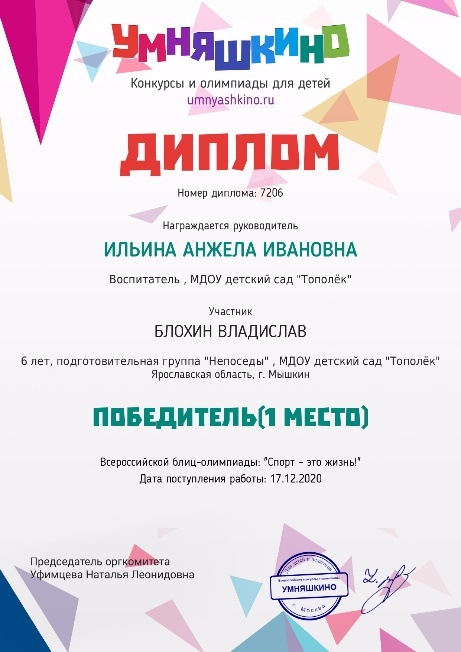 УМНЯШКИНО
Конкурсы и олимпиады для детей
umnyashkino.ru
ДИПЛОМ
Номер диплома: 7206
Награждается руководитель
ИЛЬИНА АНЖЕЛА ИВАНОВНА
Воспитатель , МДОУ детский сад "Тополёк"
Участник
БЛОХИН ВЛАДИСЛАВ
6 лет, подготовительная группа "Непоседы" , МДОУ детский сад "Тополёк"
Ярославская область, г. Мышкин
ПОБЕДИТЕЛЬ(1 МЕСТО)
Всероссийской блиц-олимпиады: "Спорт - это жизнь!"
Дата поступления работы: 17.12.2020
Председатель оргкомитета
Уфимцева Наталья Леонидовна
УМНЯШКИНО
г. Москва